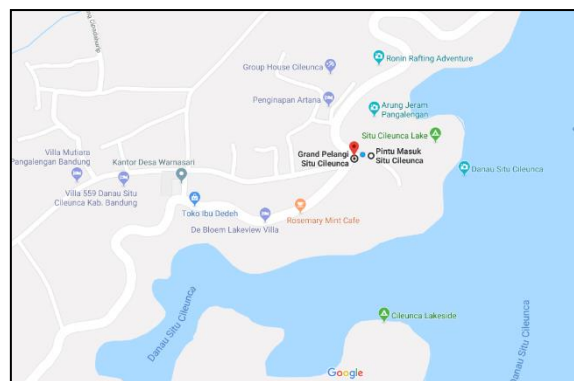 Ronin Rafting Adventure
Group House Cileunca
Penginapan Artana
Arung Jeram
Pangalengan
Situ Cileunca Lake
Grand Pelangi
Situ Cileunca
Pintu Masuk
Situ Cileunca
Danau Situ Cileunca
Villa Mutiara
Pangalengan Bandung
Kantor Desa Warnasari
Villa 359 Danau Situ
Cileunca Kab. Bandung
Toko Ibu Dedeh
De Bloem Lakeview Villa
Rosemary Mint Cafe
Danau Situ Cileunca
Cileunca Lakeside
Danau Situ Cileunca
Google